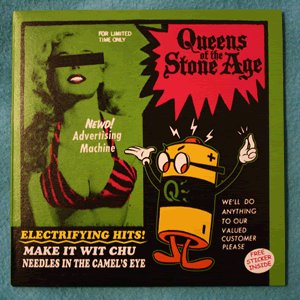 FOR LIMITED
TIME ONLY
Queens
of the
Stone Age
NEWO!
Advertising
Machine
Q
WE'LL DO
ANYTHING
TO OUR
VALUED
CUSTOMER
PLEASE
ELECTRIFYING HITS!
MAKE IT WIT CHU
NEEDLES IN THE CAMEL'S EYE
FREE
STICKER
INSIDE